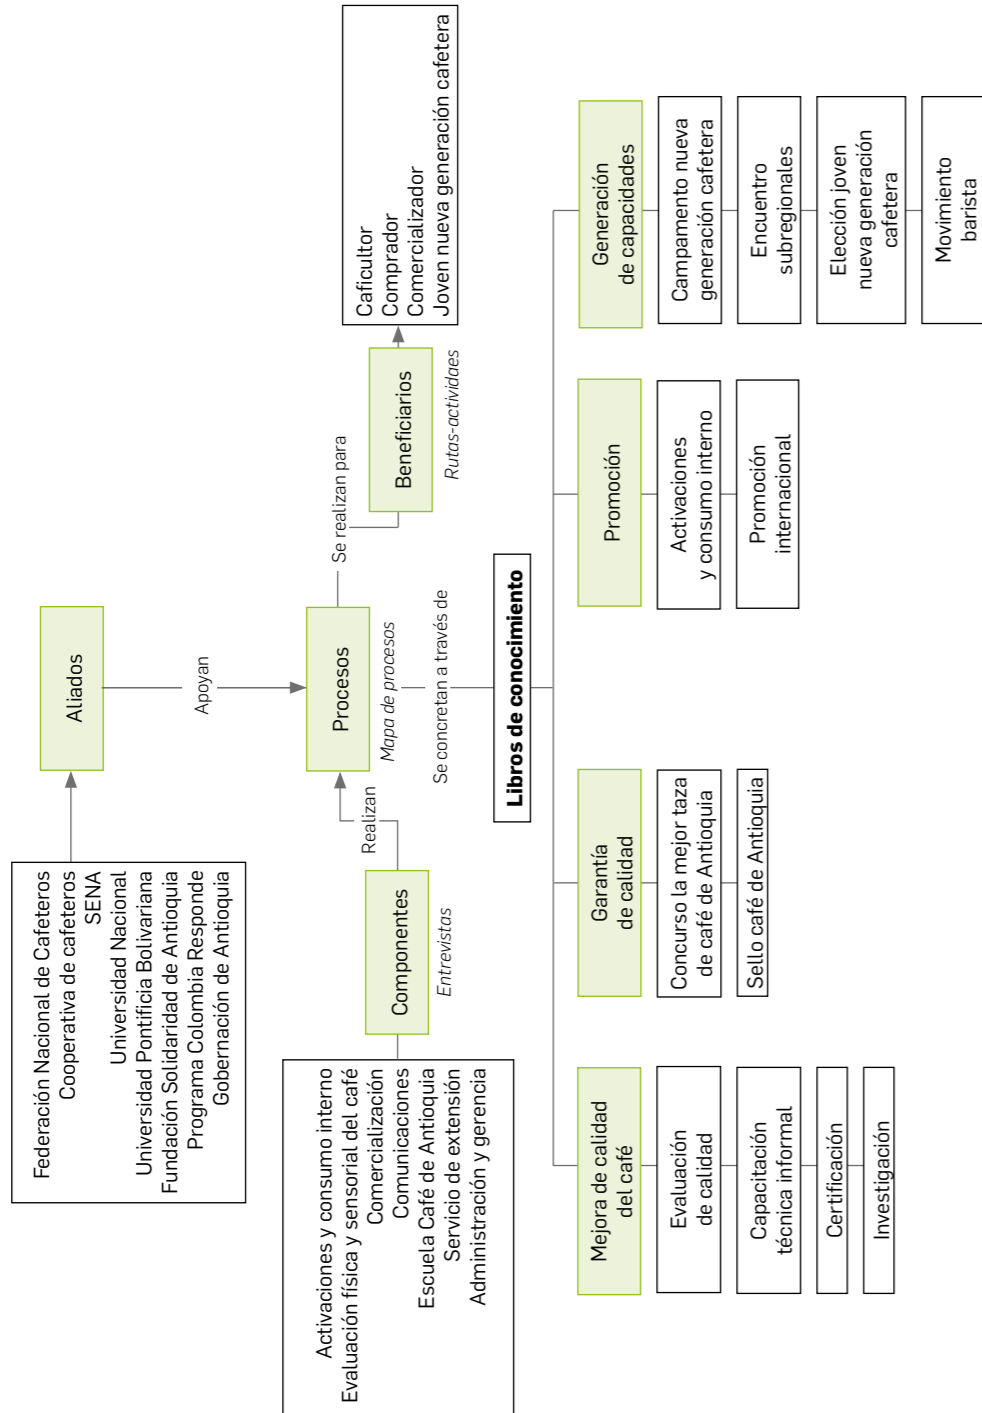 Federación Nacional de Cafeteros
Cooperativa de cafeteros
SENA
Universidad Nacional
Universidad Pontificia Bolivariana
Fundación Solidaridad de Antioquia
Programa Colombia Responde
Gobernación de Antioquia
Aliados
Apoyan
Activaciones y consumo interno
Evaluación física y sensorial del café
Comercialización
Comunicaciones
Escuela Café de Antioquia
Servicio de extensión
Administración y gerencia
Componentes
Entrevistas
Realizan
Procesos
Mapa de procesos
Se realizan para
Beneficiarios
Rutas-actividaes
Caficultor
Comprador
Comercializador
Joven nueva generación cafetera
Se concretan a través de
Libros de conocimiento
Mejora de calidad
del café
Evaluación
de calidad
Capacitación
técnica informal
Certificación
Investigación
Garantía
de calidad
Concurso la mejor taza
de café de Antioquia
Sello café de Antioquia
Promoción
Activaciones
y consumo interno
Promoción
internacional
Generación
de capacidades
Campamento nueva
generación cafetera
Encuentro
subregionales
Elección joven
nueva generación
cafetera
Movimiento
barista